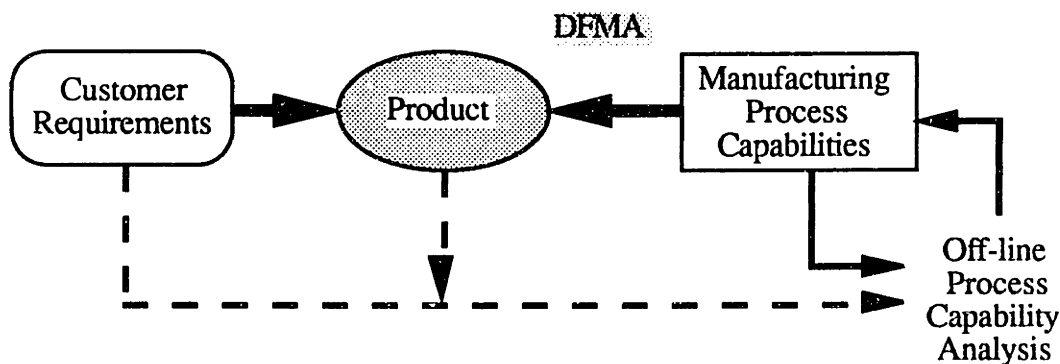 DFMA
Customer
Requirements
Product
Manufacturing
Process
Capabilities
Off-line
Process
Capability
Analysis